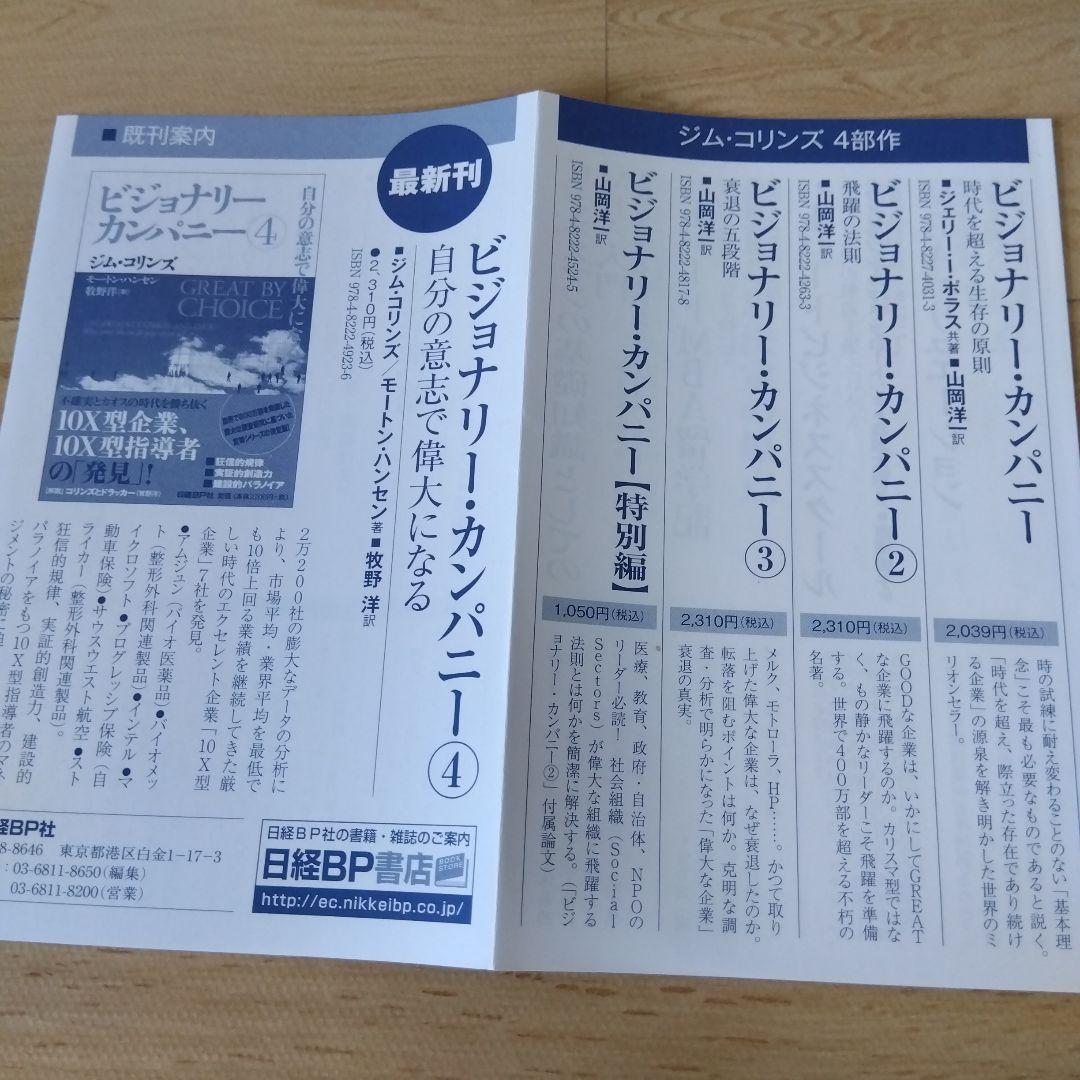 ジム・コリンズ 4部作
ビジョナリー・カンパニー
時代を超える生存の原則
■ジェリー・I・ポラス 共著 ■山岡洋一 訳
ISBN 978-4-8227-4031-3
2,039円(税込)
時の試練に耐え変わることのない「基本理
念」こそ最も必要なものであると説く。
「時代を超え、際立った存在であり続け
る企業」の源泉を解き明かした世界のミ
リオンセラー。
ビジョナリー・カンパニー②
飛躍の法則
■山岡洋一 訳
ISBN 978-4-8222-4263-3
2,310円(税込)
GOODな企業は、いかにしてGREAT
な企業に飛躍するのか。カリスマ型ではな
く、もの静かなリーダーこそ飛躍を準備
する。世界で400万部を超える不朽の
名著。
ビジョナリー・カンパニー③
衰退の五段階
■山岡洋一 訳
ISBN 978-4-8222-4817-8
2,310円(税込)
メルク、モトローラ、HP……。かつて取り
上げた偉大な企業は、なぜ衰退したのか。
転落を阻むポイントは何か。克明な調
査・分析で明らかになった「偉大な企業」
衰退の真実。
ビジョナリー・カンパニー【特別編】
■山岡洋一 訳
ISBN 978-4-8222-4524-5
1,050円(税込)
医療、教育、政府・自治体、NPOの
リーダー必読！ 社会組織（Social
Sectors）が偉大な組織に飛躍する
法則とは何かを簡潔に解決する。（『ビジ
ョナリー・カンパニー②』付属論文）
■ 既刊案内
最新刊
ビジョナリー・カンパニー④
自分の意志で偉大になる
■ジム・コリンズ／モートン・ハンセン 著 ■牧野 洋 訳
●2,310円(税込)
ISBN 978-4-8222-4923-6
自分の意志で偉大に
ビジョナリー
カンパニー④
ジム・コリンズ
モートン・ハンセン
牧野洋[訳]
GREAT BY
CHOICE
不確実とカオスの時代を勝ち抜く
10X型企業、
10X型指導者
の「発見」!
■狂信的規律
■実証的創造力
■建設的パラノイア
[解説] コリンズとドラッカー（牧野洋）
日経BP社
2万200社の膨大なデータの分析に
より、市場平均・業界平均を最低で
も10倍上回る業績を継続してきた厳
しい時代のエクセレント企業「10X型
企業」7社を発見。
●アムジェン（バイオ医薬品）●バイオメッ
ト（整形外科関連製品）●インテル●マ
イクロソフト●プログレッシブ保険（自
動車保険）●サウスウエスト航空●スト
ライカー（整形外科関連製品）。
狂信的規律、実証的創造力、建設的
パラノイアをもつ10X型指導者のマネ
ジメントの秘密に迫
経BP社
8-8646 東京都港区白金1-17-3
: 03-6811-8650(編集)
03-6811-8200(営業)
日経BP社の書籍・雑誌のご案内
日経BP書店
BOOK STORE
http://ec.nikkeibp.co.jp/